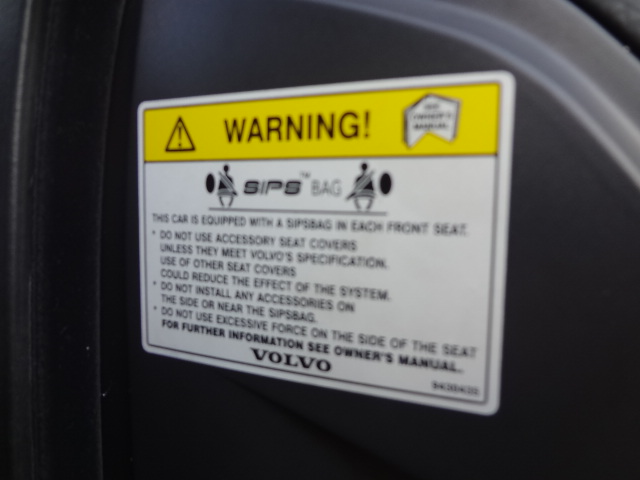 WARNING!
SEE
OWNER'S
MANUAL
SIPS™ BAG
THIS CAR IS EQUIPPED WITH A SIPSBAG IN EACH FRONT SEAT.
* DO NOT USE ACCESSORY SEAT COVERS
UNLESS THEY MEET VOLVO'S SPECIFICATION.
USE OF OTHER SEAT COVERS
COULD REDUCE THE EFFECT OF THE SYSTEM.
* DO NOT INSTALL ANY ACCESSORIES ON
THE SIDE OR NEAR THE SIPSBAG.
* DO NOT USE EXCESSIVE FORCE ON THE SIDE OF THE SEAT
FOR FURTHER INFORMATION SEE OWNER'S MANUAL.
VOLVO